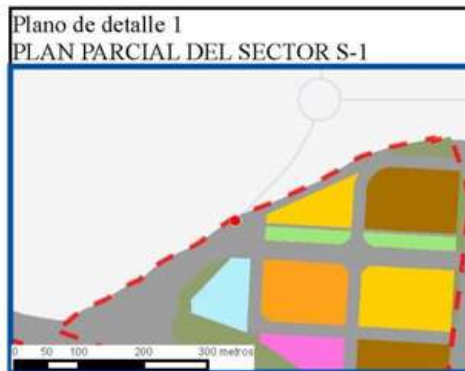 Plano de detalle 1
PLAN PARCIAL DEL SECTOR S-1
0 50 100 200 300 metros